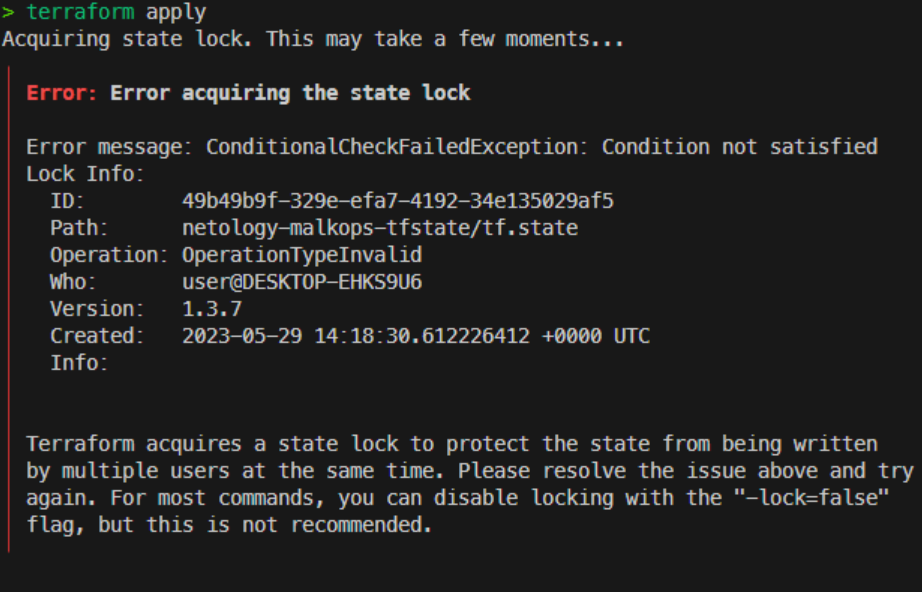 > terraform apply
Acquiring state lock. This may take a few moments...
Error: Error acquiring the state lock
Error message: ConditionalCheckFailedException: Condition not satisfied
Lock Info:
ID: 49b49b9f-329e-efa7-4192-34e135029af5
Path: netology-malkops-tfstate/tf.state
Operation: OperationTypeInvalid
Who: user@DESKTOP-EHKS9U6
Version: 1.3.7
Created: 2023-05-29 14:18:30.612226412 +0000 UTC
Info:
Terraform acquires a state lock to protect the state from being written
by multiple users at the same time. Please resolve the issue above and try
again. For most commands, you can disable locking with the "-lock=false"
flag, but this is not recommended.